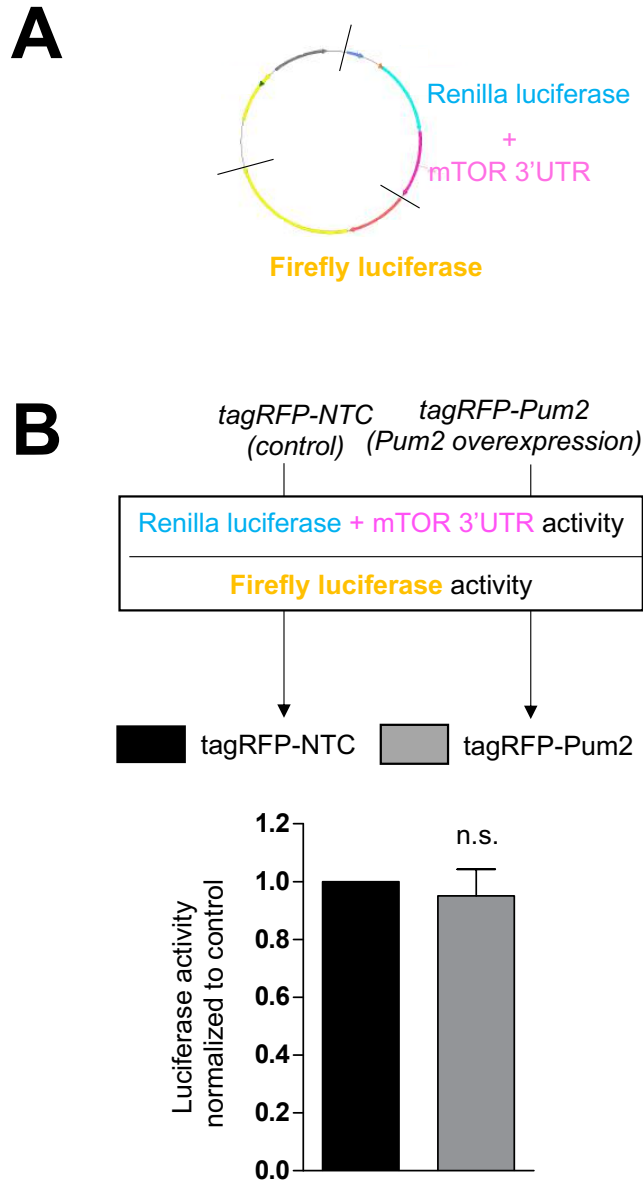 A
Renilla luciferase
+
mTOR 3'UTR
Firefly luciferase
B
tagRFP-NTC
(control)
tagRFP-Pum2
(Pum2 overexpression)
Renilla luciferase + mTOR 3'UTR activity
Firefly luciferase activity
tagRFP-NTC
tagRFP-Pum2
Luciferase activity
normalized to control
1.2
1.0
0.8
0.6
0.4
0.2
0.0
n.s.